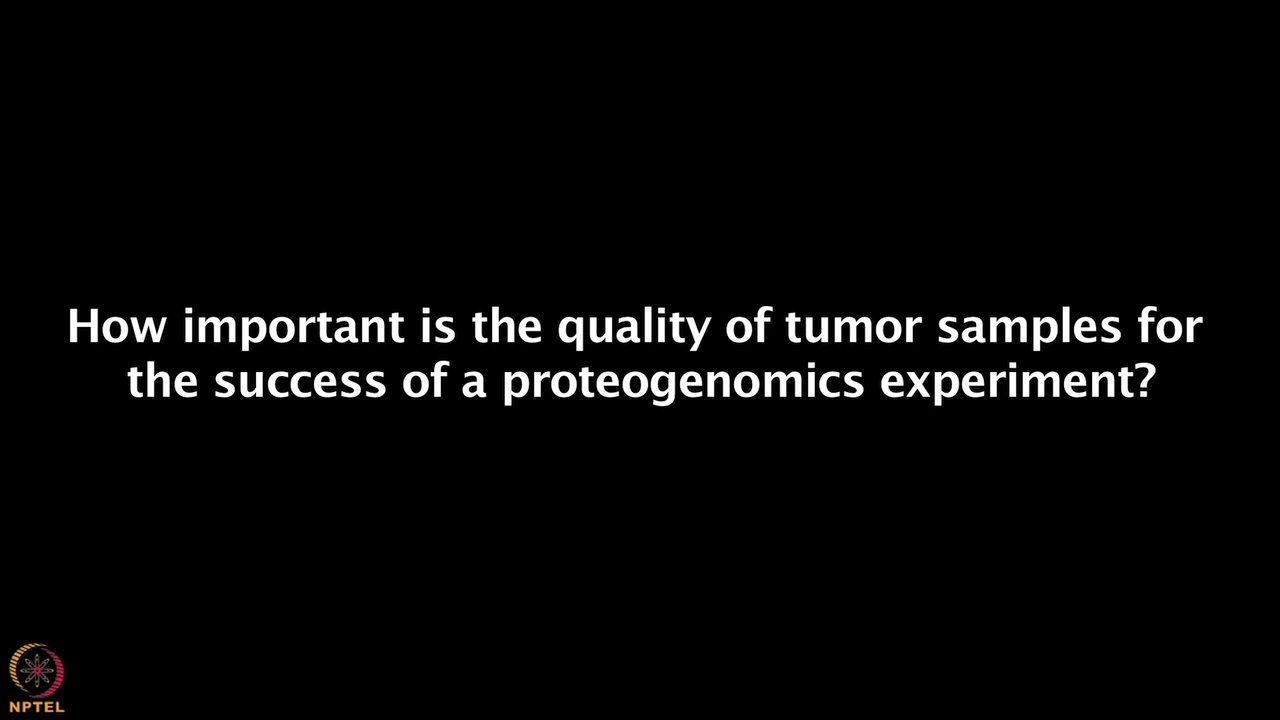 How important is the quality of tumor samples for
the success of a proteogenomics experiment?
NPTEL